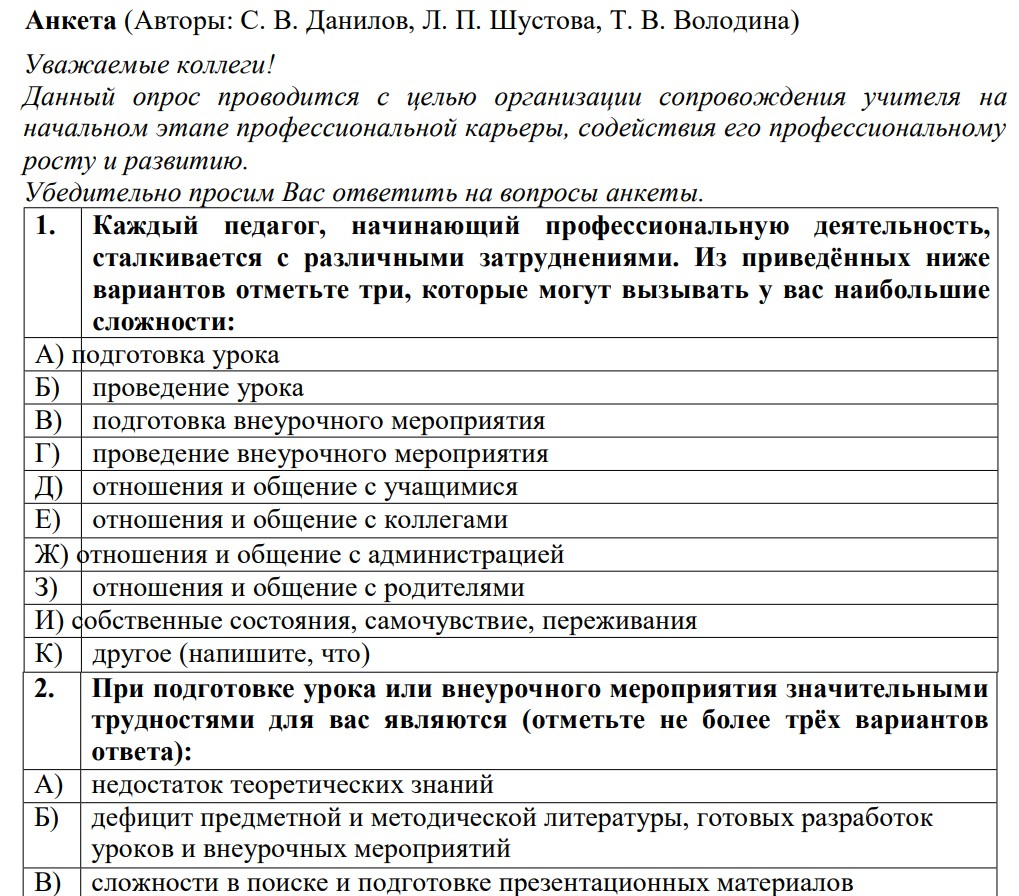 Анкета (Авторы: С. В. Данилов, Л. П. Шустова, Т. В. Володина)
Уважаемые коллеги!
Данный опрос проводится с целью организации сопровождения учителя на
начальном этапе профессиональной карьеры, содействия его профессиональному
росту и развитию.
Убедительно просим Вас ответить на вопросы анкеты.
1. Каждый педагог, начинающий профессиональную деятельность,
сталкивается с различными затруднениями. Из приведённых ниже
вариантов отметьте три, которые могут вызывать у вас наибольшие
сложности:
А) подготовка урока
Б) проведение урока
В) подготовка внеурочного мероприятия
Г) проведение внеурочного мероприятия
Д) отношения и общение с учащимися
Е) отношения и общение с коллегами
Ж) отношения и общение с администрацией
З) отношения и общение с родителями
И) собственные состояния, самочувствие, переживания
К) другое (напишите, что)
2. При подготовке урока или внеурочного мероприятия значительными
трудностями для вас являются (отметьте не более трёх вариантов
ответа):
А) недостаток теоретических знаний
Б) дефицит предметной и методической литературы, готовых разработок
уроков и внеурочных мероприятий
В) сложности в поиске и подготовке презентационных материалов